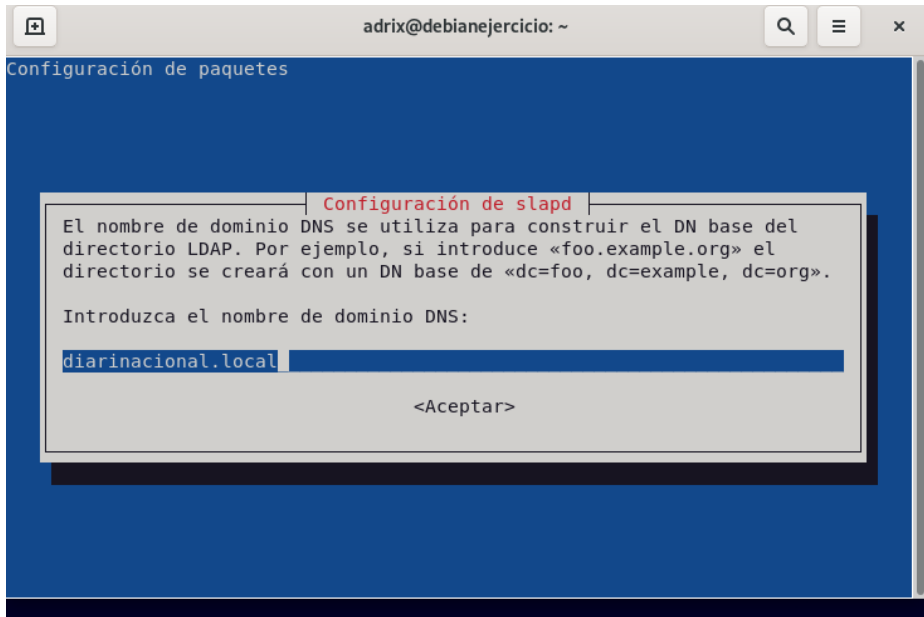 adrix@debianejercicio: ~
Configuración de paquetes
Configuración de slapd
El nombre de dominio DNS se utiliza para construir el DN base del
directorio LDAP. Por ejemplo, si introduce «foo.example.org» el
directorio se creará con un DN base de «dc=foo, dc=example, dc=org».
Introduzca el nombre de dominio DNS:
diarinacional.local
<Aceptar>